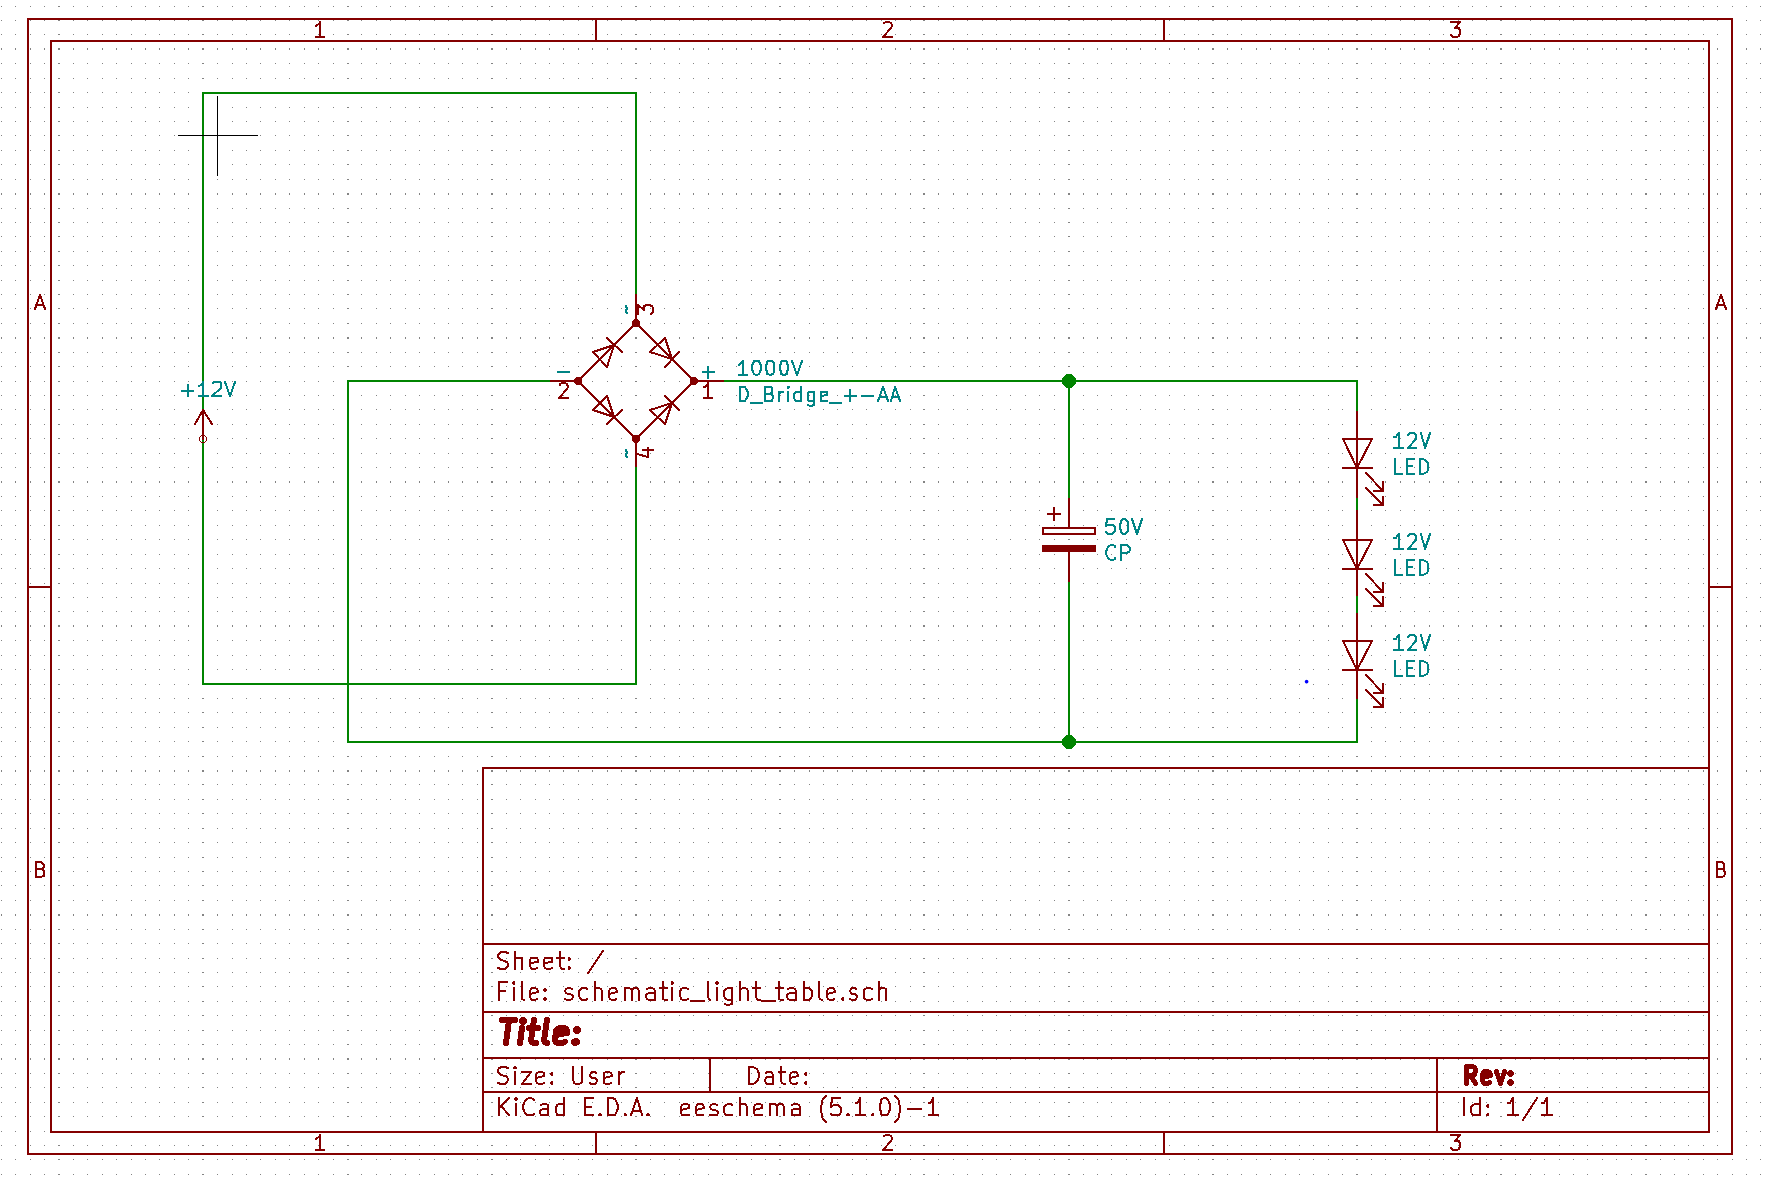 1 2 3
A A
~ 3
+12V
- 2
+ 1
1000V
D_Bridge_+-AA
~ 4
12V
LED
+ 50V
CP
12V
LED
12V
LED
B B
Sheet: /
File: schematic_light_table.sch
Title:
Size: User Date: Rev:
KiCad E.D.A. eeschema (5.1.0)-1 Id: 1/1
1 2 3